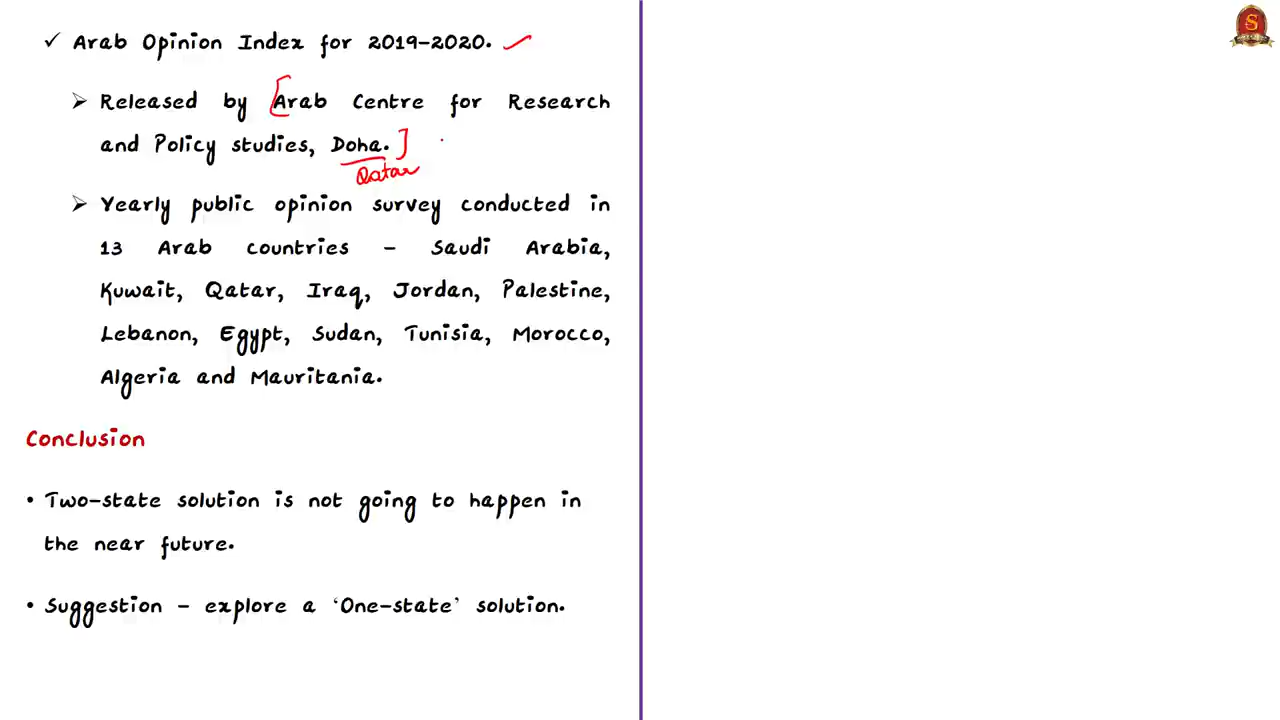 ✓ Arab Opinion Index for 2019-2020.
➢ Released by [Arab Centre for Research
and Policy studies, Doha.]
Qatar
➢ Yearly public opinion survey conducted in
13 Arab countries - Saudi Arabia,
Kuwait, Qatar, Iraq, Jordan, Palestine,
Lebanon, Egypt, Sudan, Tunisia, Morocco,
Algeria and Mauritania.
Conclusion
• Two-state solution is not going to happen in
the near future.
• Suggestion - explore a 'One-state' solution.
S